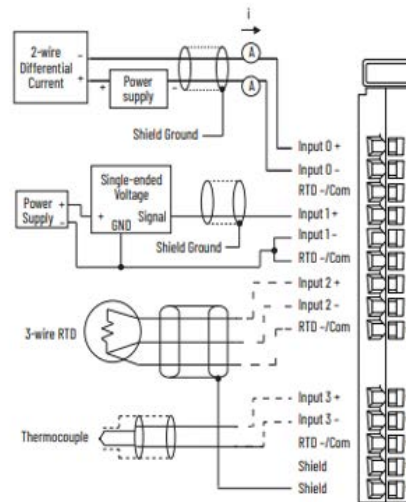 i
2-wire
Differential
Current
-
+
+
Power
supply
-
A
A
Shield Ground
Input 0 +
Input 0 -
RTD -/Com
Power
Supply
+
-
Single-ended
Voltage
+
Signal
GND
Shield Ground
Input 1 +
Input 1 -
RTD -/Com
3-wire RTD
Input 2 +
Input 2 -
RTD -/Com
Thermocouple
Input 3 +
Input 3 -
RTD -/Com
Shield
Shield